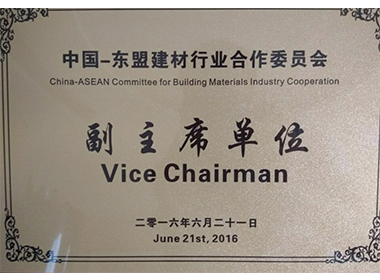 中国-东盟建材行业合作委员会
China-ASEAN Committee for Building Materials Industry Cooperation
副主席单位
Vice Chairman
二零一六年六月二十一日
June 21st, 2016